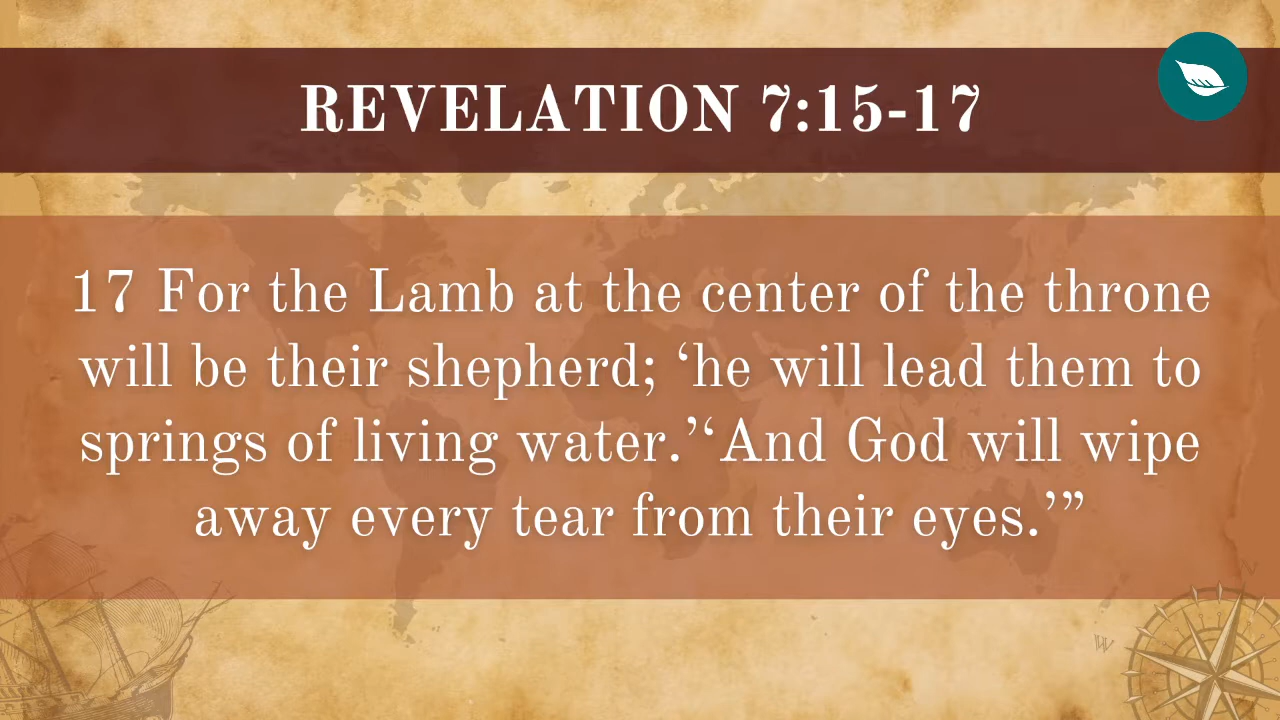 REVELATION 7:15-17
17 For the Lamb at the center of the throne
will be their shepherd; ‘he will lead them to
springs of living water.’‘And God will wipe
away every tear from their eyes.’”